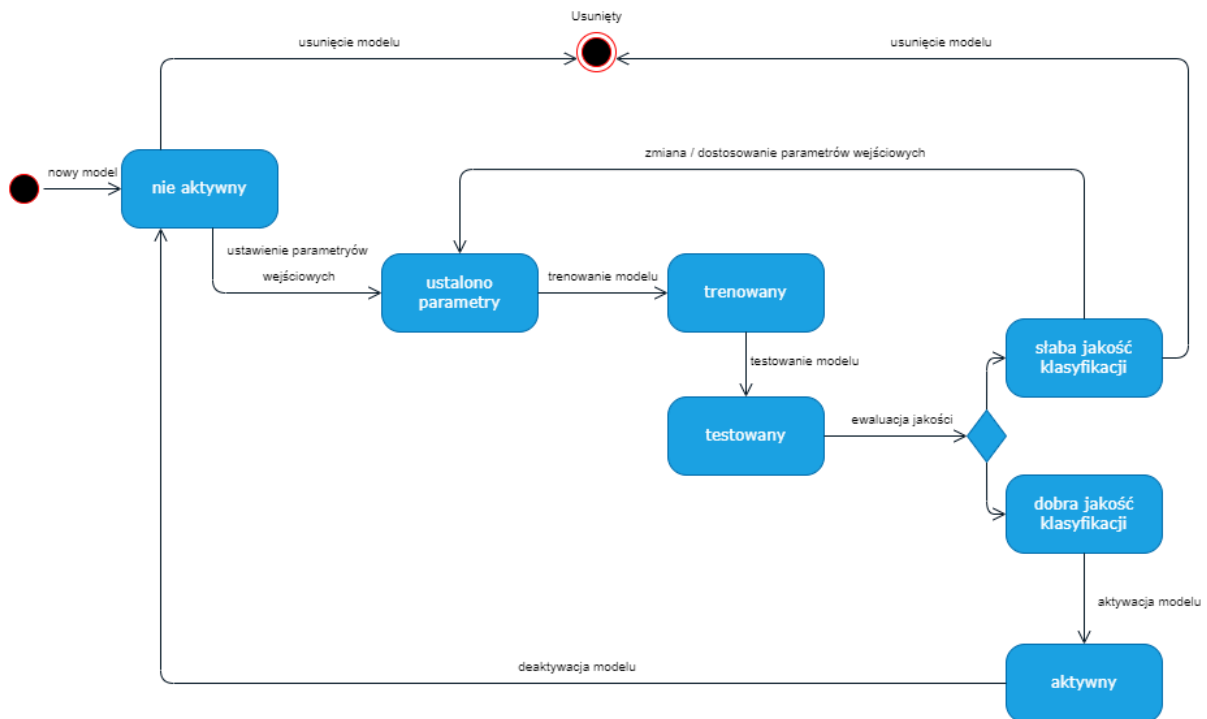 Usunięty
usunięcie modelu
usunięcie modelu
nowy model
nie aktywny
zmiana / dostosowanie parametrów wejściowych
ustawienie parametryów
wejściowych
ustalono
parametry
trenowanie modelu
trenowany
testowanie modelu
słaba jakość
klasyfikacji
testowany
ewaluacja jakości
dobra jakość
klasyfikacji
aktywacja modelu
deaktywacja modelu
aktywny